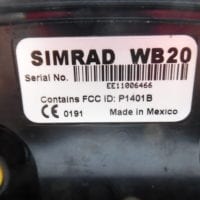 SIMRAD WB20
Serial No.
EE11006466
Contains FCC ID: P1401B
CE 0191 Made in Mexico